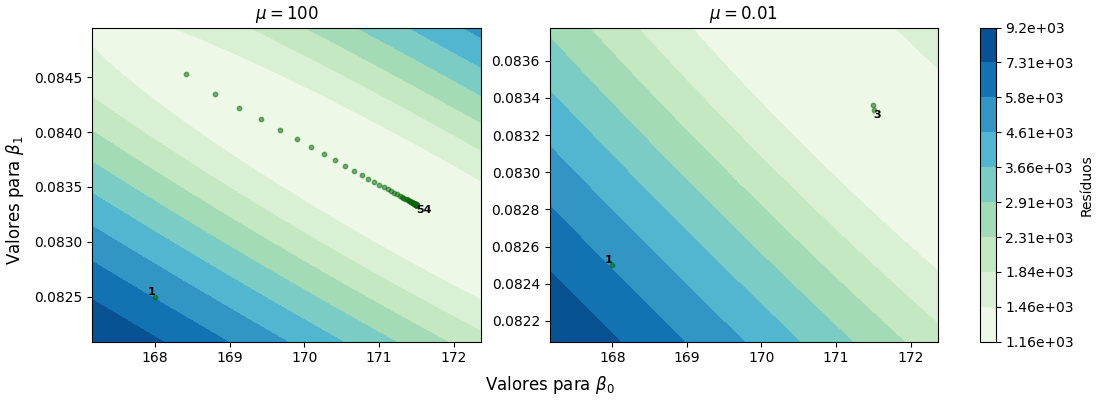 μ = 100
μ = 0.01
0.0845
0.0840
0.0835
0.0830
0.0825
Valores para β₁
1
54
168
169
170
171
172
0.0836
0.0834
0.0832
0.0830
0.0828
0.0826
0.0824
0.0822
1
3
168
169
170
171
172
Valores para β₀
9.2e+03
7.31e+03
5.8e+03
4.61e+03
3.66e+03
2.91e+03
2.31e+03
1.84e+03
1.46e+03
1.16e+03
Resíduos